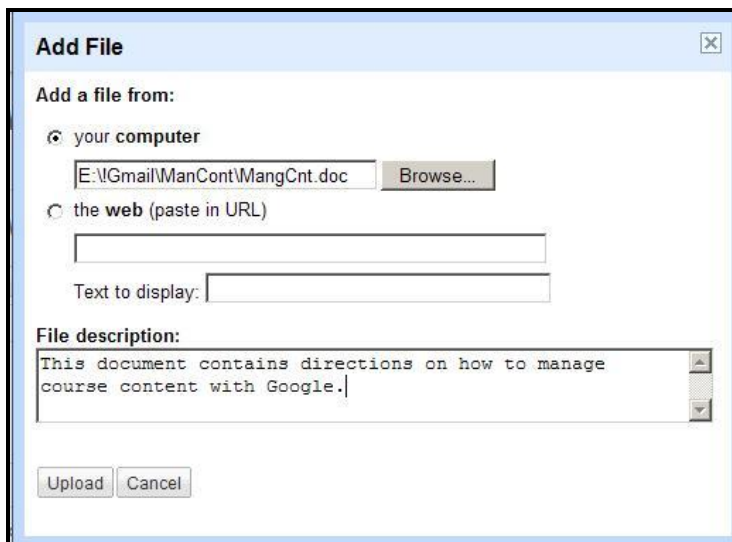 Add File
Add a file from:
your computer
E:\!Gmail\ManCont\MangCnt.doc Browse...
the web (paste in URL)
Text to display:
File description:
This document contains directions on how to manage
course content with Google.
Upload Cancel